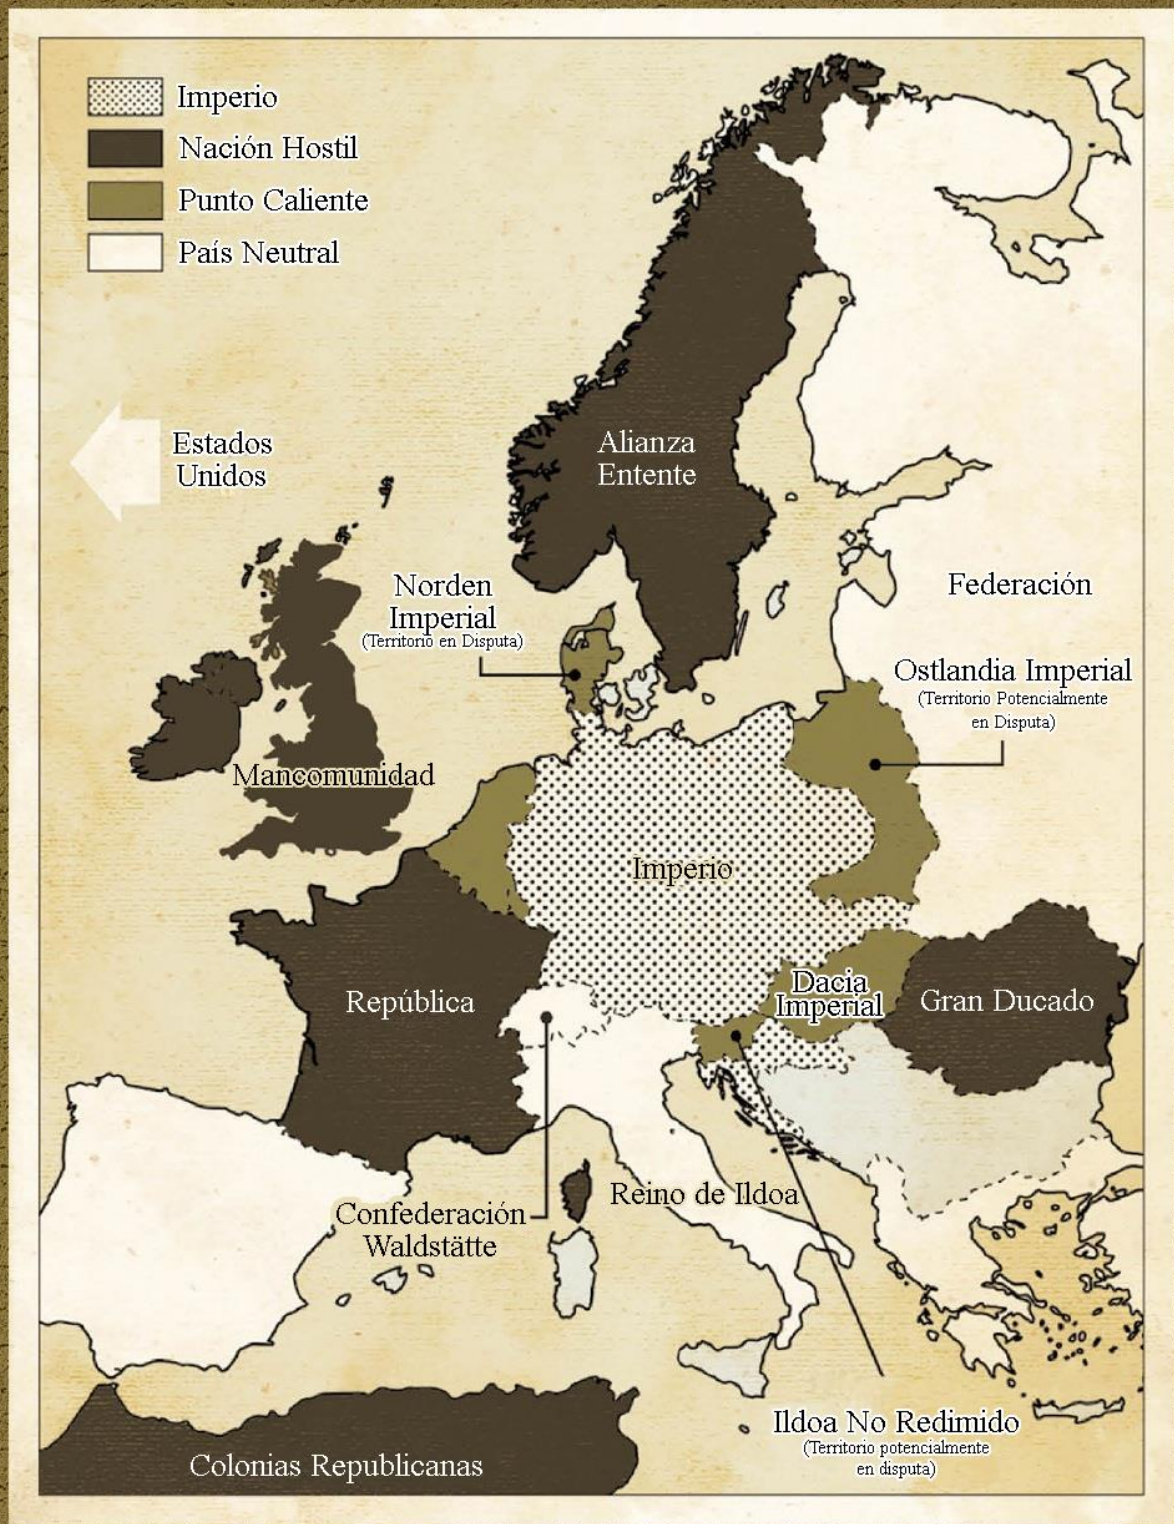 Imperio
Nación Hostil
Punto Caliente
País Neutral
Estados
Unidos
Alianza
Entente
Norden
Imperial
(Territorio en Disputa)
Federación
Ostlandia Imperial
(Territorio Potencialmente
en Disputa)
Mancomunidad
Imperio
República
Dacia
Imperial
Gran Ducado
Confederación
Waldstätte
Reino de Ildoa
Ildoa No Redimido
(Territorio potencialmente
en disputa)
Colonias Republicanas